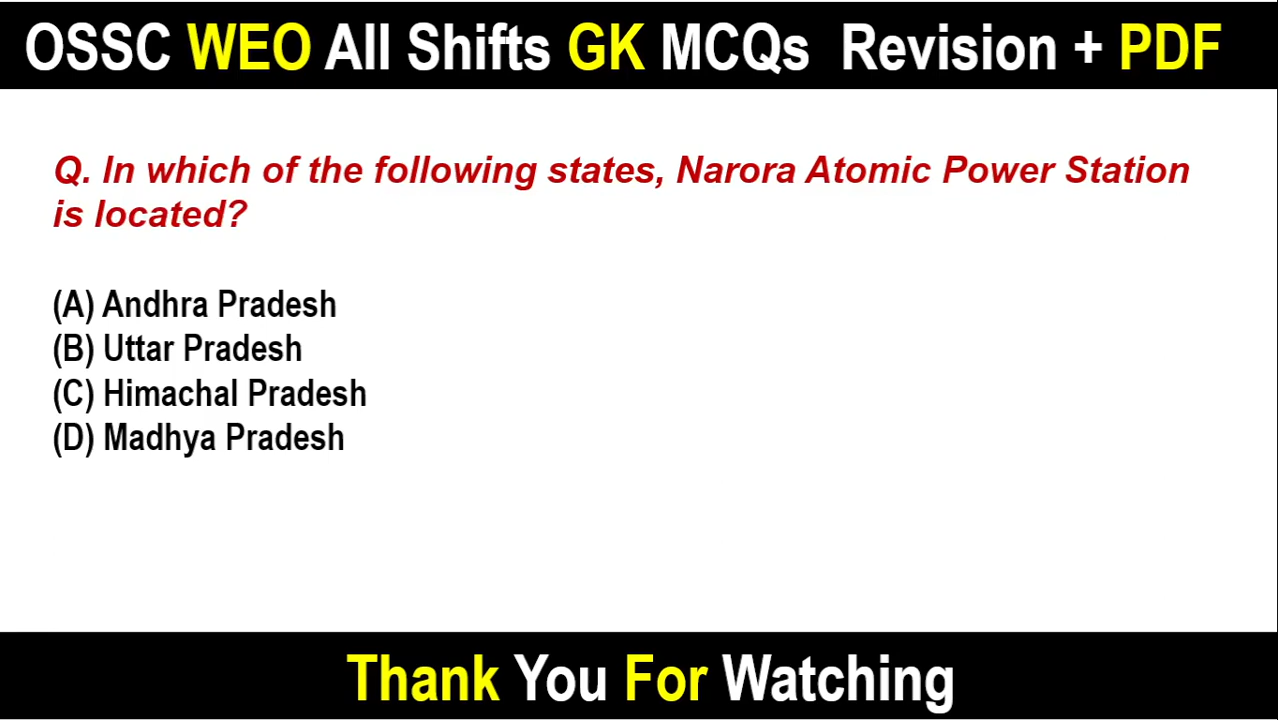 OSSC WEO All Shifts GK MCQs Revision + PDF
Q. In which of the following states, Narora Atomic Power Station
is located?
(A) Andhra Pradesh
(B) Uttar Pradesh
(C) Himachal Pradesh
(D) Madhya Pradesh
Thank You For Watching